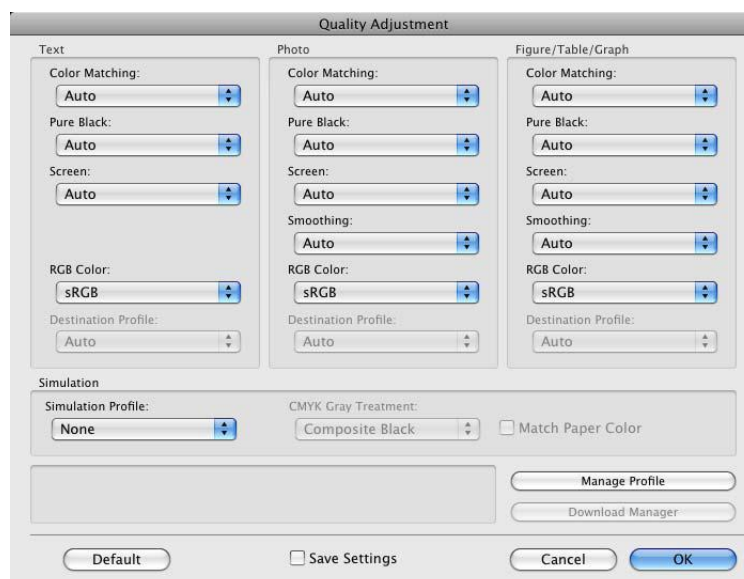 Quality Adjustment
Text
Color Matching:
Auto
Pure Black:
Auto
Screen:
Auto
RGB Color:
sRGB
Destination Profile:
Auto
Photo
Color Matching:
Auto
Pure Black:
Auto
Screen:
Auto
Smoothing:
Auto
RGB Color:
sRGB
Destination Profile:
Auto
Figure/Table/Graph
Color Matching:
Auto
Pure Black:
Auto
Screen:
Auto
Smoothing:
Auto
RGB Color:
sRGB
Destination Profile:
Auto
Simulation
Simulation Profile:
None
CMYK Gray Treatment:
Composite Black
Match Paper Color
Manage Profile
Download Manager
Default
Save Settings
Cancel
OK